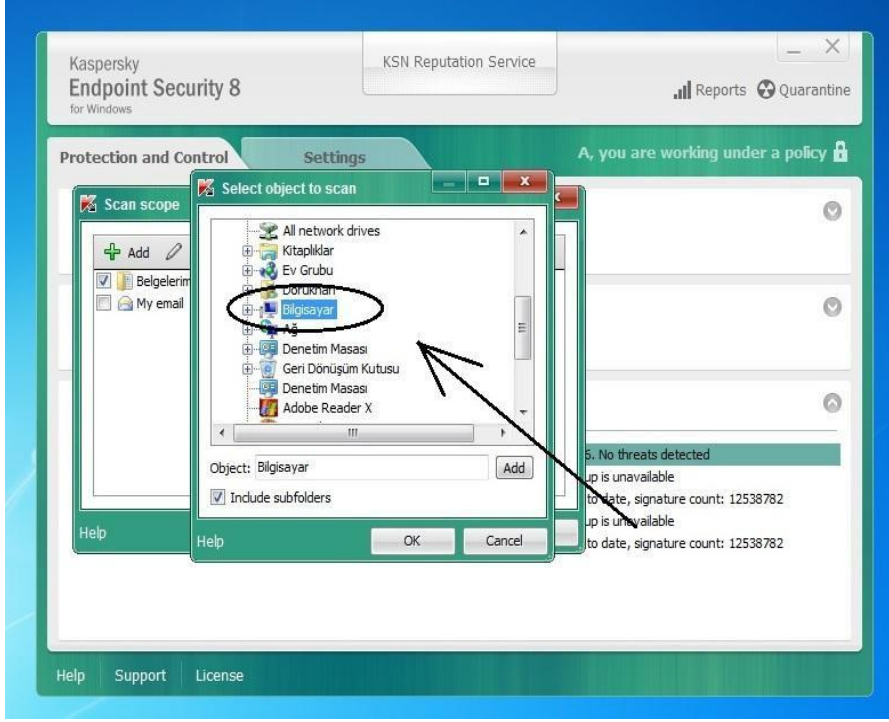 Kaspersky
Endpoint Security 8
for Windows
KSN Reputation Service
Reports
Quarantine
Protection and Control
Settings
A, you are working under a policy
Scan scope
Add
Belgelerim
My email
Help
Select object to scan
All network drives
Kitaplıklar
Ev Grubu
Dorukhan
Bilgisayar
Ağ
Denetim Masası
Geri Dönüşüm Kutusu
Denetim Masası
Adobe Reader X
Object: Bilgisayar
Add
Include subfolders
Help
OK
Cancel
. No threats detected
up is unavailable
to date, signature count: 12538782
up is unavailable
to date, signature count: 12538782
Help
Support
License